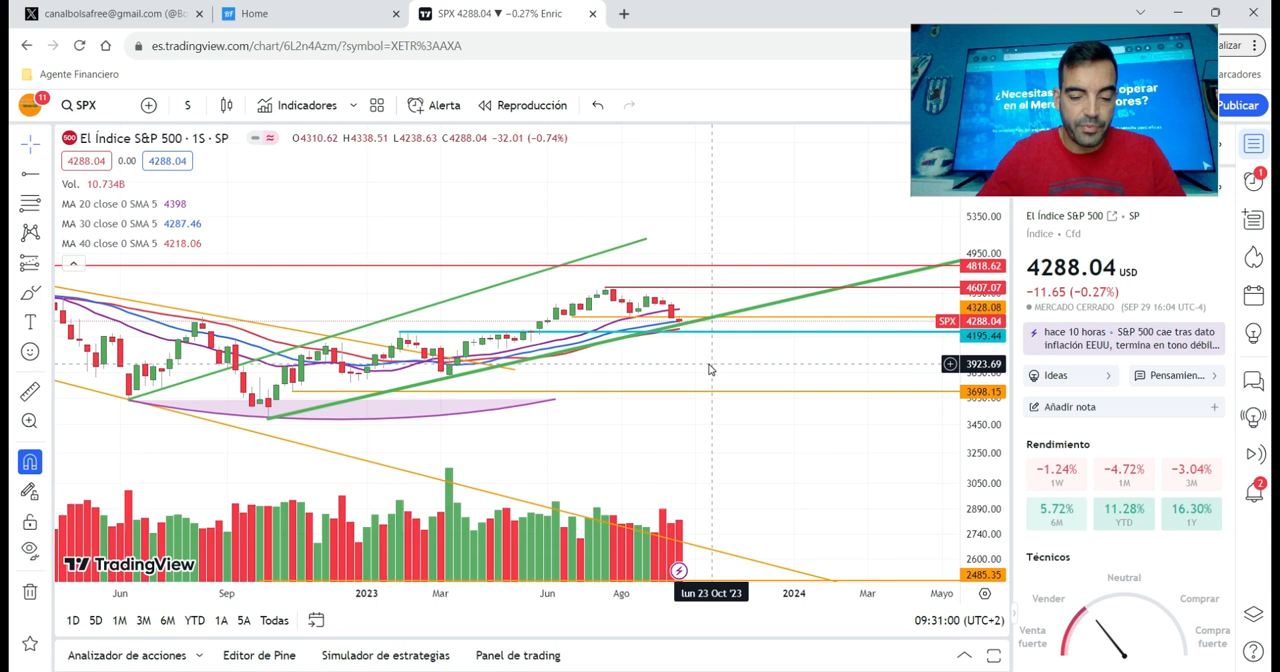 canalbolsafree@gmail.com (@Bo
Home
SPX 4288.04 ▼ −0.27% Enric
es.tradingview.com/chart/6L2n4Azm/?symbol=XETR%3AAXA
alizar
Agente Financiero
arcadores
11
SPX
S
Indicadores
Alerta
Reproducción
Publicar
¿Necesitas
operar
en el Mer
ores?
El Índice S&P 500 · 1S · SP
O4310.62 H4338.51 L4238.63 C4288.04 −32.01 (−0.74%)
4288.04
0.00
4288.04
Vol. 10.734B
MA 20 close 0 SMA 5 4398
MA 30 close 0 SMA 5 4287.46
MA 40 close 0 SMA 5 4218.06
5350.00
4950.00
4818.62
4607.07
4328.08
SPX
4288.04
4195.44
3923.69
3698.15
3450.00
3250.00
3050.00
2890.00
2740.00
2600.00
2485.35
TradingView
Jun
Sep
2023
Mar
Jun
Ago
lun 23 Oct '23
2024
Mar
Mayo
1D
5D
1M
3M
6M
YTD
1A
5A
Todas
09:31:00 (UTC+2)
Analizador de acciones
Editor de Pine
Simulador de estrategias
Panel de trading
El Índice S&P 500
• SP
Índice • Cfd
4288.04 USD
−11.65 (−0.27%)
MERCADO CERRADO (SEP 29 16:04 UTC-4)
hace 10 horas • S&P 500 cae tras dato
inflación EEUU, termina en tono débil...
Ideas
Pensamien...
Añadir nota
Rendimiento
−1.24%
−4.72%
−3.04%
1W
1M
3M
5.72%
11.28%
16.30%
6M
YTD
1Y
Técnicos
Neutral
Vender
Comprar
Venta
fuerte
Compra
fuerte
1
2